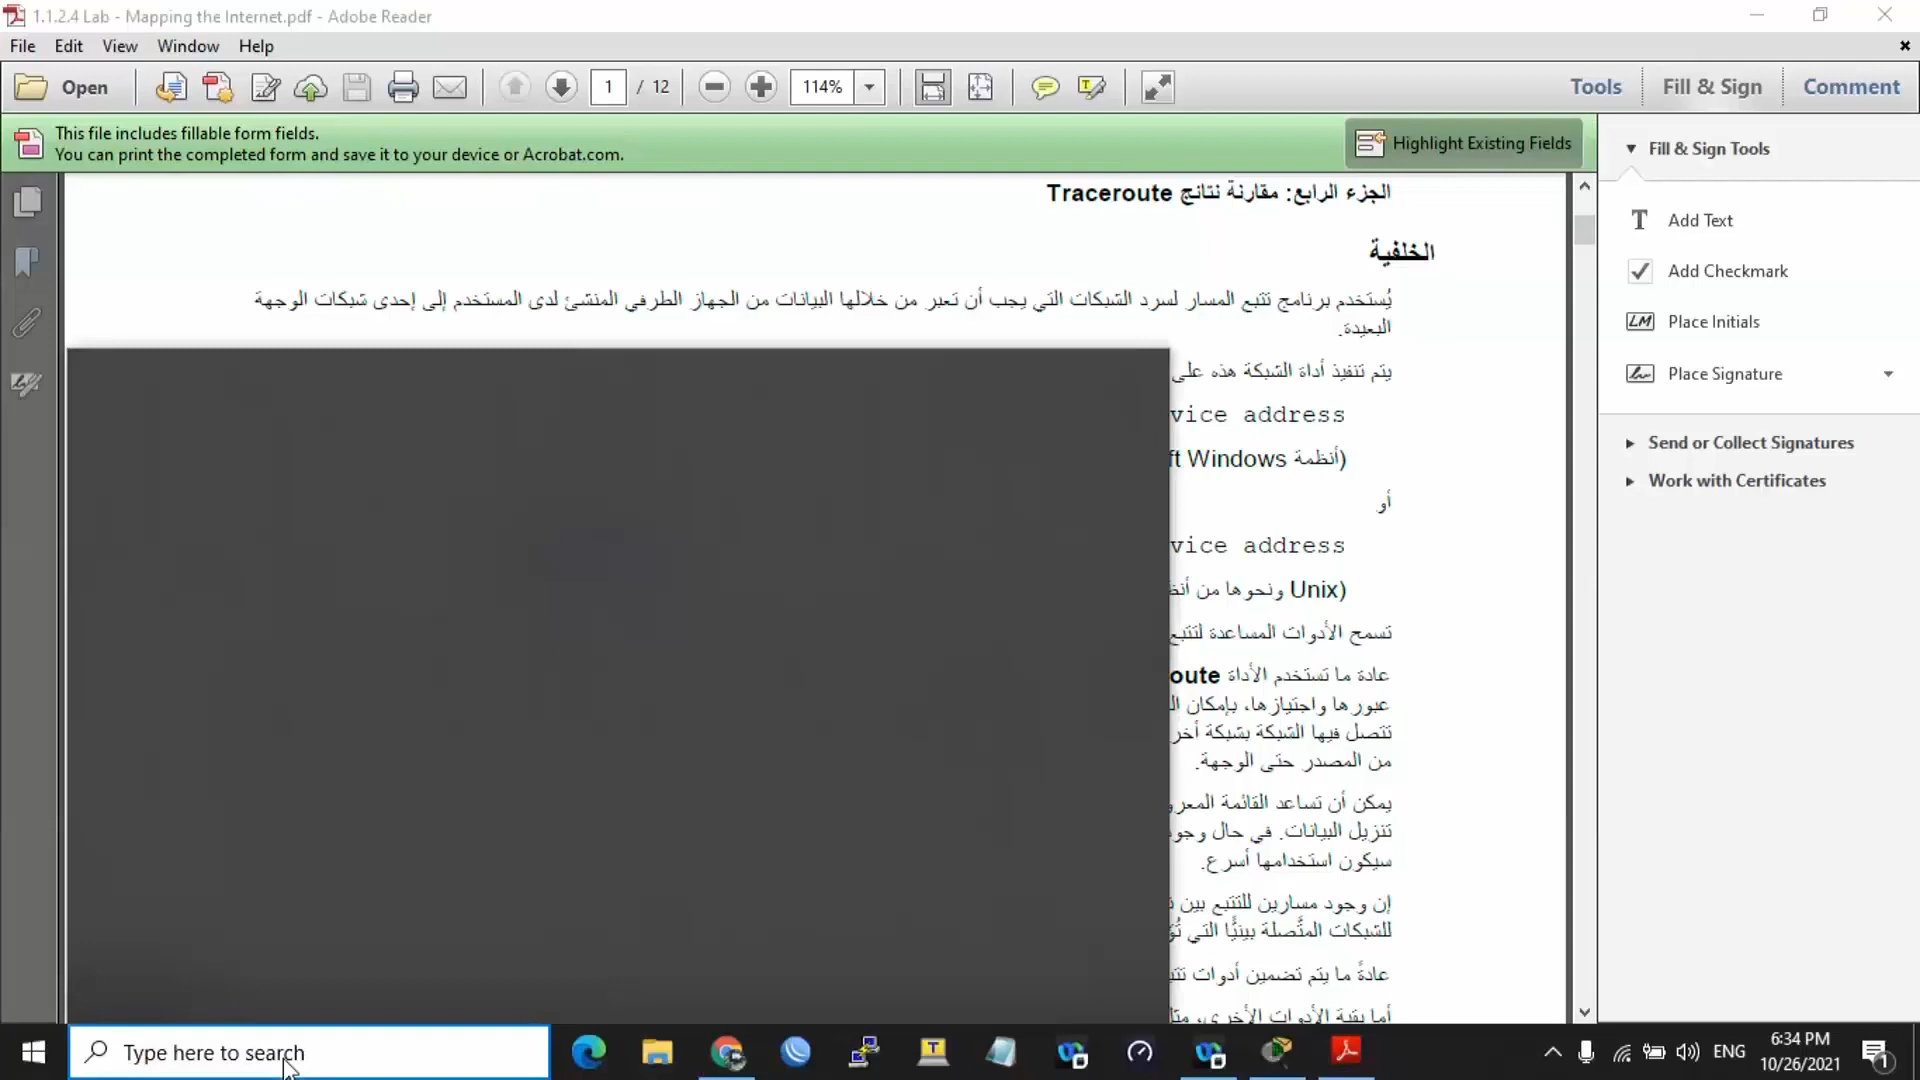 1.1.2.4 Lab - Mapping the Internet.pdf - Adobe Reader
File Edit View Window Help
Open 1 / 12 114% Tools Fill & Sign Comment
This file includes fillable form fields.
You can print the completed form and save it to your device or Acrobat.com.
Highlight Existing Fields
الجزء الرابع: مقارنة نتائج Traceroute
الخلفية
يُستخدم برنامج تتبع المسار لسرد الشبكات التي يجب أن تعبر من خلالها البيانات من الجهاز الطرفي المنشئ لدى المستخدم إلى إحدى شبكات الوجهة
البعيدة.
يتم تنفيذ أداة الشبكة هذه على
vice address
(أنظمة ft Windows
أو
vice address
(Unix ونحوها من
تسمح الأدوات المساعدة لتتبع
عادة ما تستخدم الأداة oute
عبورها واجتيازها، بإمكان
تتصل فيها الشبكة بشبكة
من المصدر حتى الوجهة.
يمكن أن تساعد القائمة
تنزيل البيانات. في حال
سيكون استخدامها أسرع.
إن وجود مسارين للتتبع بين
للشبكات المتَّصلة بينيًّا التي
عادةً ما يتم تضمين أدوات
أما بقية الأدوات الأخرى،
Fill & Sign Tools
Add Text
Add Checkmark
LM Place Initials
Place Signature
Send or Collect Signatures
Work with Certificates
Type here to search
ENG
6:34 PM
10/26/2021
1